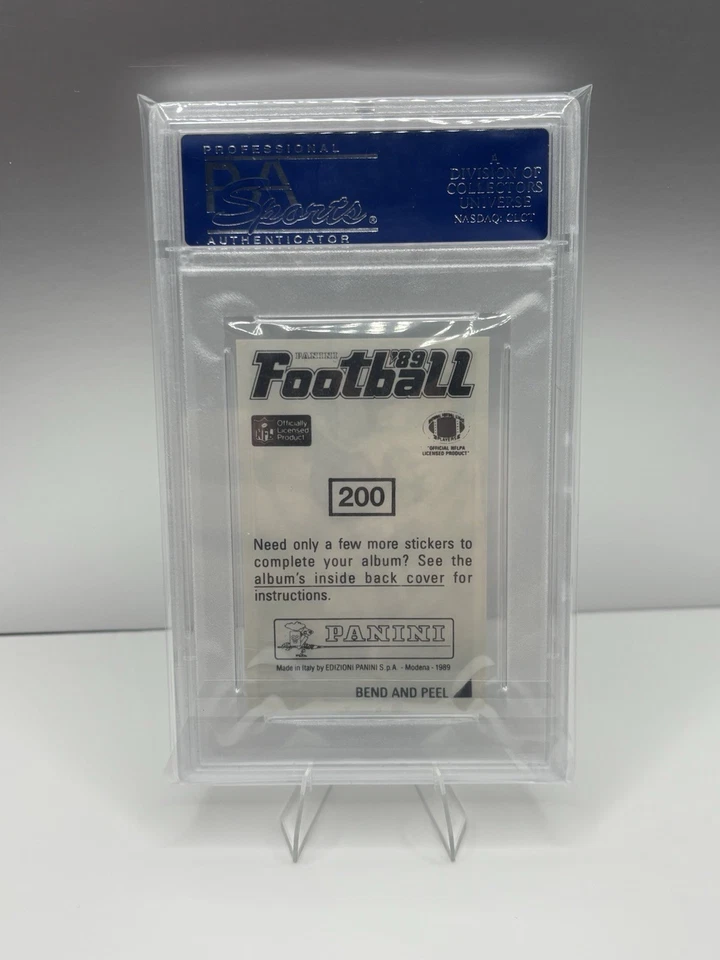 PROFESSIONAL
PSA
Sports®
AUTHENTICATOR
A
DIVISION OF
COLLECTORS
UNIVERSE
NASDAQ: CLCT
PANINI '89
Football
NFL
Officially
Licensed
Product
PLAYERS
"OFFICIAL NFLPA
LICENSED PRODUCT"
200
Need only a few more stickers to
complete your album? See the
album's inside back cover for
instructions.
PANINI
Made in Italy by EDIZIONI PANINI S.p.A. - Modena - 1989
BEND AND PEEL